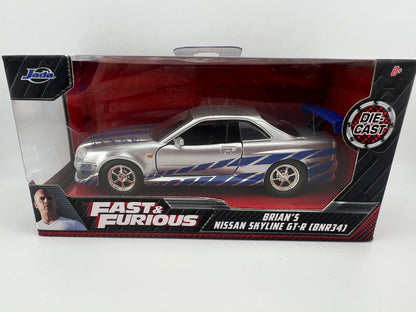 Jada
8+
DIE-
CAST
FAST &
FURIOUS
BRIAN'S
NISSAN SKYLINE GT-R (BNR34)